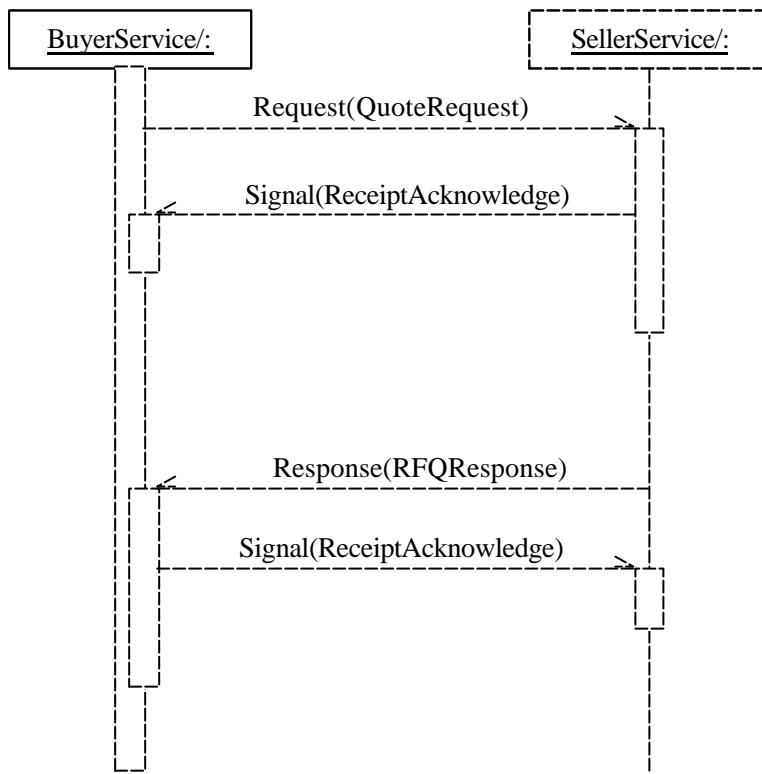 BuyerService/:
SellerService/:
Request(QuoteRequest)
Signal(ReceiptAcknowledge)
Response(RFQResponse)
Signal(ReceiptAcknowledge)